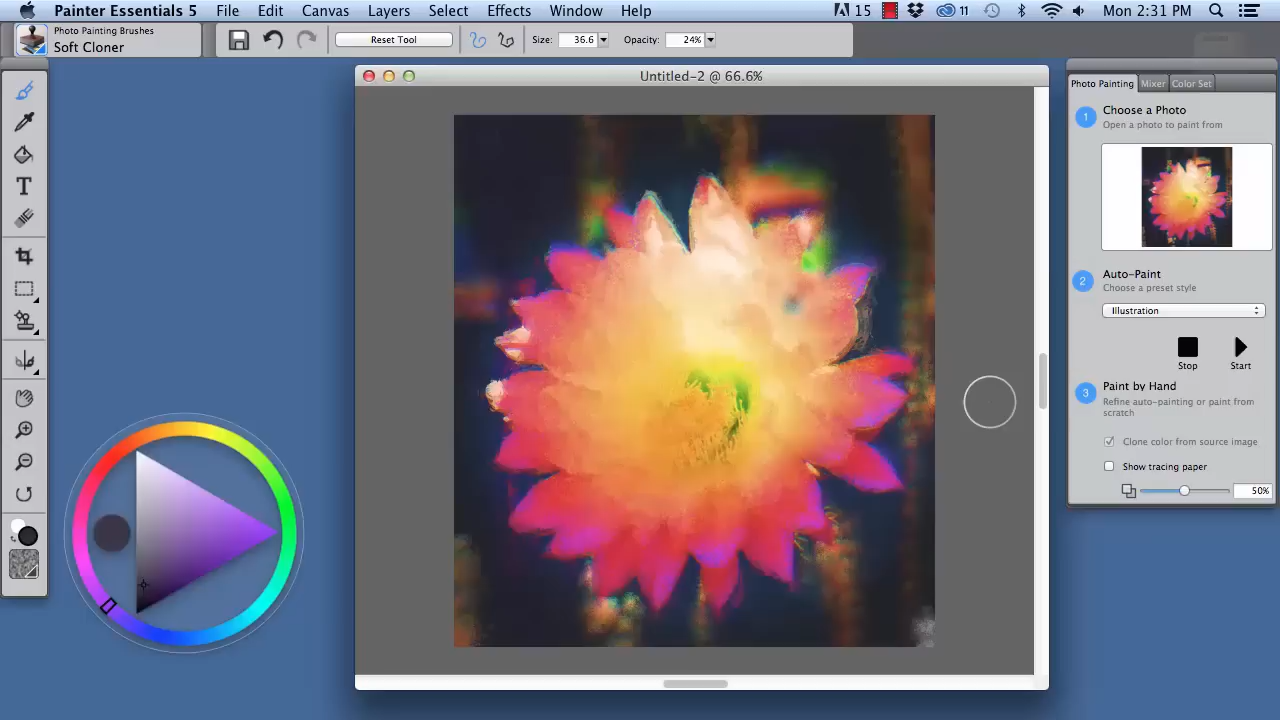 Painter Essentials 5 File Edit Canvas Layers Select Effects Window Help 15 11 Mon 2:31 PM
Photo Painting Brushes
Soft Cloner
Reset Tool Size: 36.6 Opacity: 24%
Untitled-2 @ 66.6%
Photo Painting Mixer Color Set
1 Choose a Photo
Open a photo to paint from
2 Auto-Paint
Choose a preset style
Illustration
Stop Start
3 Paint by Hand
Refine auto-painting or paint from
scratch
Clone color from source image
Show tracing paper
50%
T